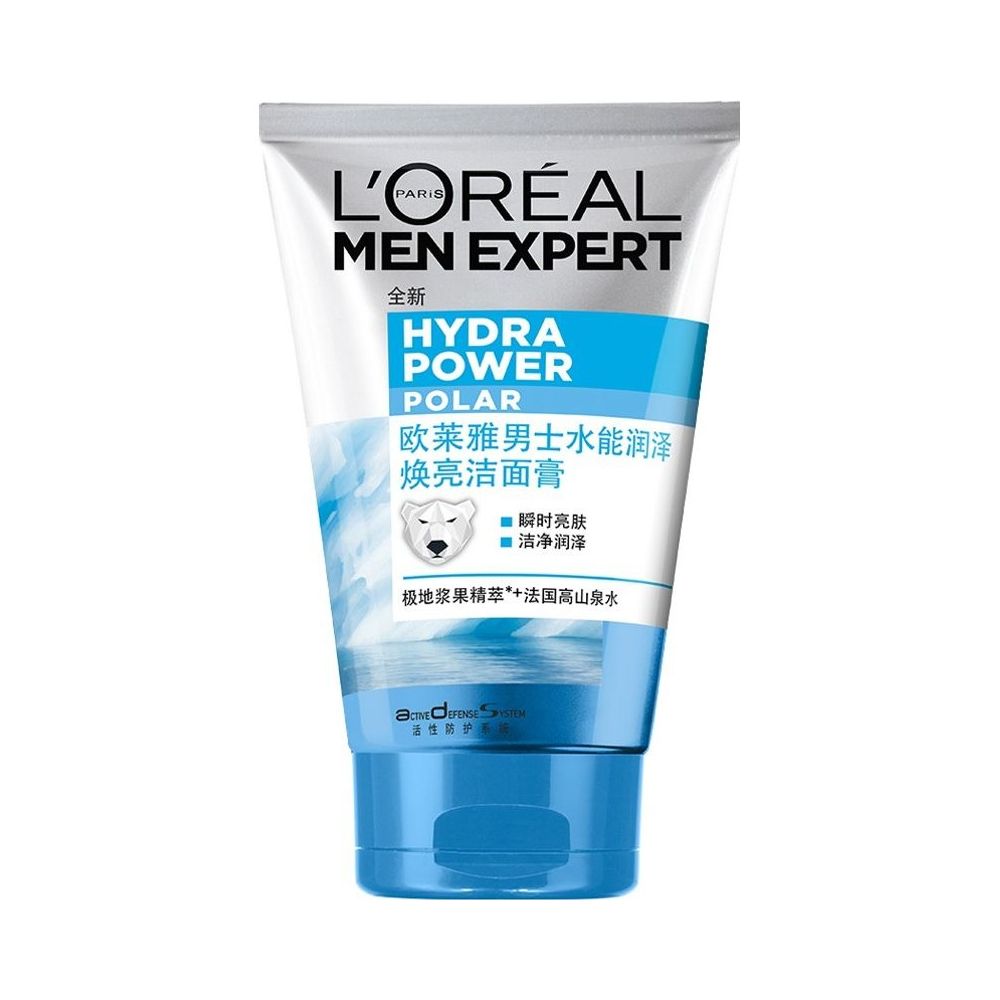 L'ORÉAL
PARIS
MEN EXPERT
全新
HYDRA
POWER
POLAR
欧莱雅男士水能润泽
焕亮洁面膏
瞬时亮肤
洁净润泽
极地浆果精萃*+法国高山泉水
activE dEFENSE SYSTEM
活性防护系统